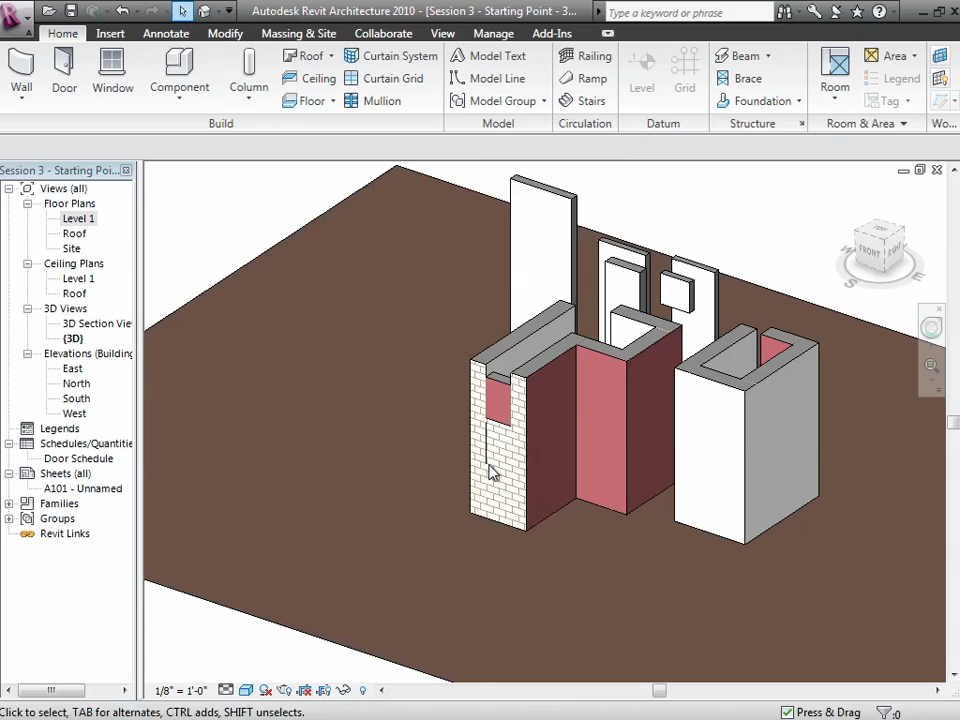 Autodesk Revit Architecture 2010 - [Session 3 - Starting Point - 3...
Type a keyword or phrase
Home Insert Annotate Modify Massing & Site Collaborate View Manage Add-Ins
Wall Door Window Component Column
Roof Curtain System
Ceiling Curtain Grid
Floor Mullion
Model Text
Model Line
Model Group
Railing
Ramp
Stairs
Level Grid
Beam
Brace
Foundation
Room
Area
Legend
Tag
Build Model Circulation Datum Structure Room & Area Wo...
Session 3 - Starting Poi...
Views (all)
Floor Plans
Level 1
Roof
Site
Ceiling Plans
Level 1
Roof
3D Views
3D Section Vie
(3D)
Elevations (Building
East
North
South
West
Legends
Schedules/Quantitie
Door Schedule
Sheets (all)
A101 - Unnamed
Families
Groups
Revit Links
TOP
FRONT RIGHT
W
S
E
1/8" = 1'-0"
Click to select, TAB for alternates, CTRL adds, SHIFT unselects.
Press & Drag
:0